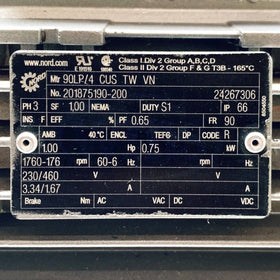 www.nord.com
Class I.Div 2 Group A,B,C,D
Class II Div 2 Group F & G T3B - 165°C
Mtr 90LP/4 CUS TW VN
No. 201875190-200 24267306
PH 3 SF 1.00 NEMA DUTY S1 IP 66
INS F EFF % PF 0.65 FR 90
AMB 40°C ENCL TEFC DP CODE R
1.00 Hp 0.75 kW
1760-176 rpm 60-6 Hz rpm Hz
230/460 V V
3.34/1.67 A A
Brake Nm AC VAC DC VDC